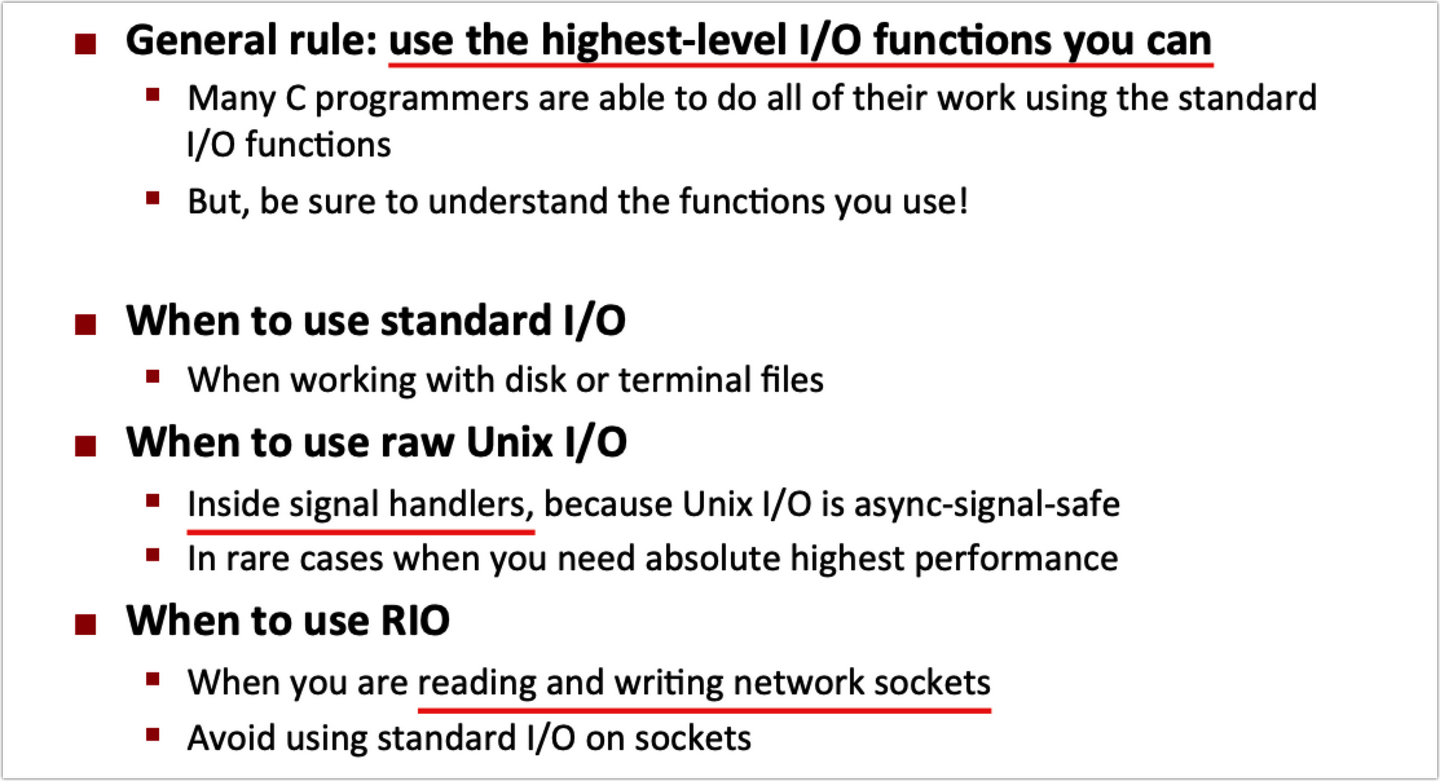 General rule: use the highest-level I/O functions you can
Many C programmers are able to do all of their work using the standard
I/O functions
But, be sure to understand the functions you use!
When to use standard I/O
When working with disk or terminal files
When to use raw Unix I/O
Inside signal handlers, because Unix I/O is async-signal-safe
In rare cases when you need absolute highest performance
When to use RIO
When you are reading and writing network sockets
Avoid using standard I/O on sockets